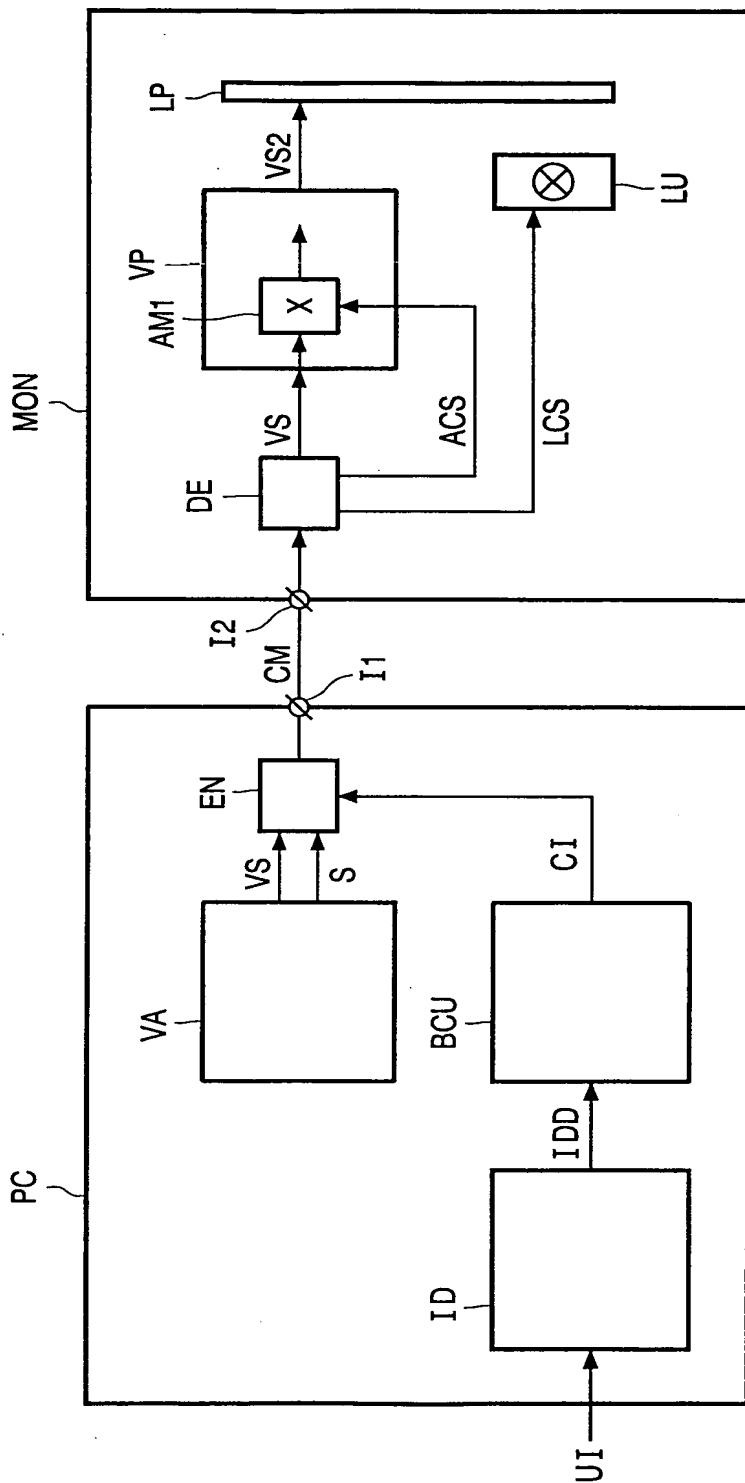 PC
MON
VA
VS
S
EN
I1
CM
I2
DE
VS
AM1
VP
X
VS2
LP
ACS
LCS
LU
UI
ID
IDD
BCU
CI